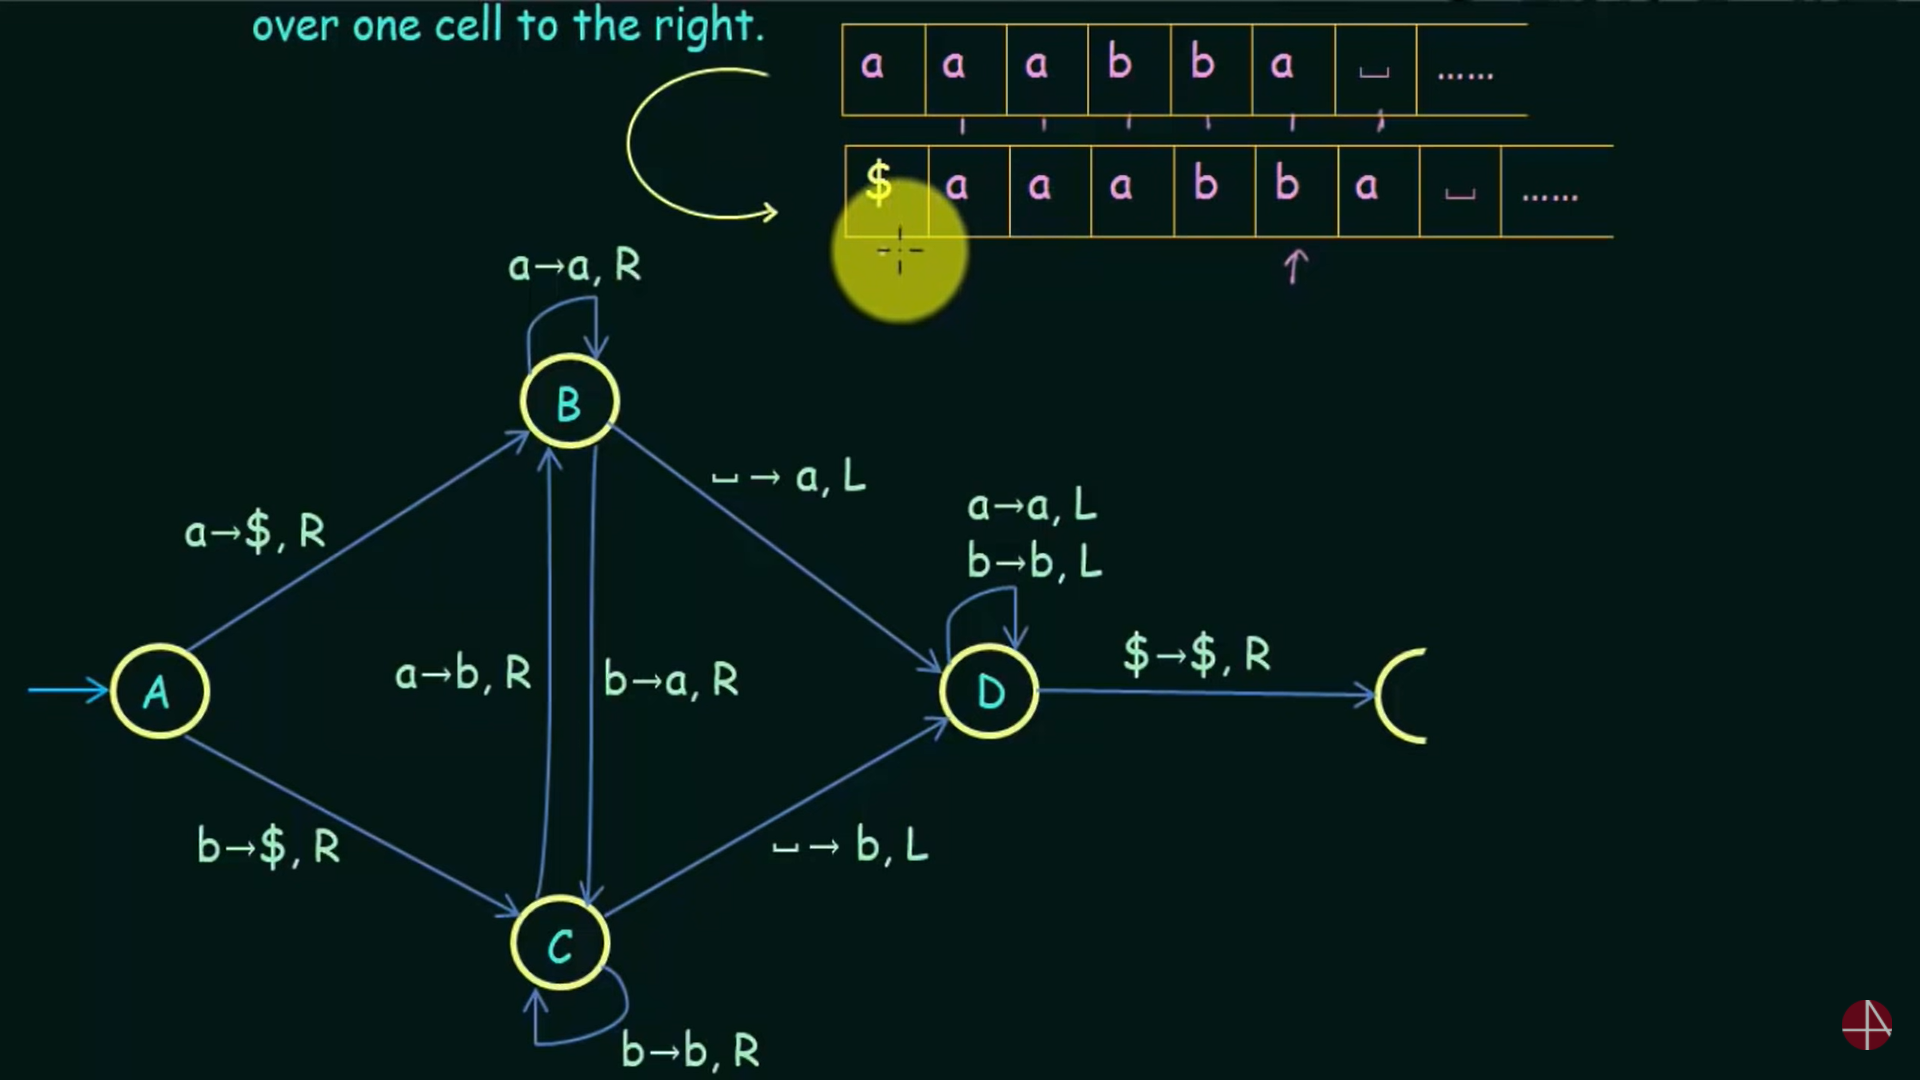 over one cell to the right.
a a a b b a ⎵ ......
$ a a a b b a ⎵ ......
a→a, R
B
⎵ → a, L
a→a, L
a→$, R
b→b, L
$→$, R
a→b, R
b→a, R
A
D
b→$, R
⎵ → b, L
C
b→b, R